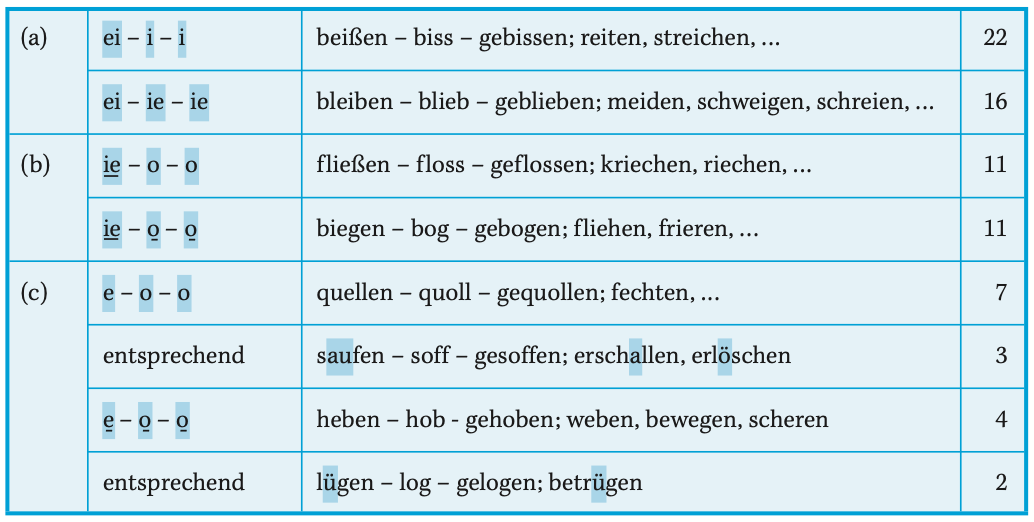 (a) ei – i – i beißen – biss – gebissen; reiten, streichen, ... 22
ei – ie – ie bleiben – blieb – geblieben; meiden, schweigen, schreien, ... 16
(b) i̲e̲ – o – o fließen – floss – geflossen; kriechen, riechen, ... 11
i̲e̲ – o̲ – o̲ biegen – bog – gebogen; fliehen, frieren, ... 11
(c) e – o – o quellen – quoll – gequollen; fechten, ... 7
entsprechend saufen – soff – gesoffen; erschallen, erlöschen 3
e̲ – o̲ – o̲ heben – hob - gehoben; weben, bewegen, scheren 4
entsprechend lügen – log – gelogen; betrügen 2